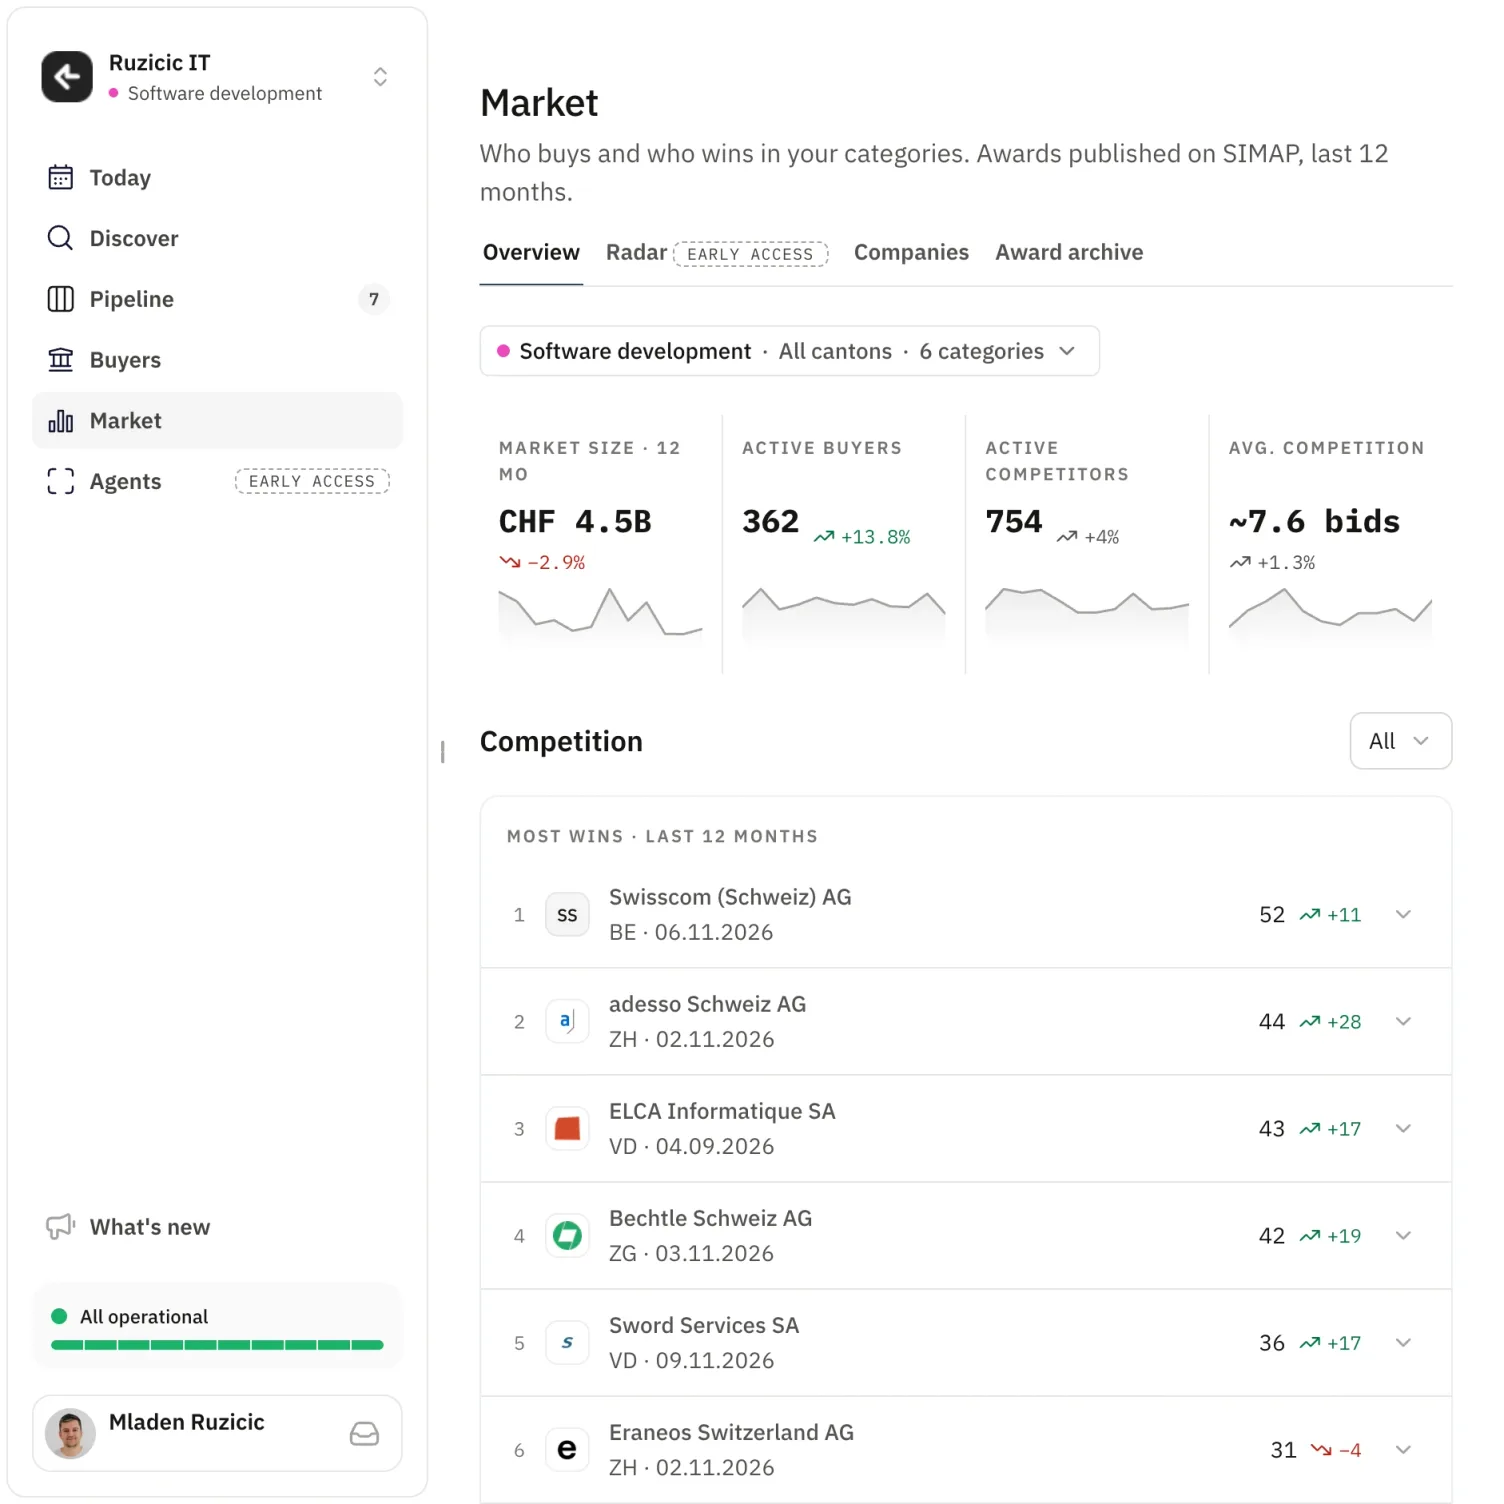 Ruzicic IT
Software development
Today
Discover
Pipeline
7
Buyers
Market
Agents
EARLY ACCESS
What's new
All operational
Mladen Ruzicic
Market
Who buys and who wins in your categories. Awards published on SIMAP, last 12
months.
Overview
Radar
EARLY ACCESS
Companies
Award archive
Software development · All cantons · 6 categories
MARKET SIZE · 12
MO
CHF 4.5B
−2.9%
ACTIVE BUYERS
362
+13.8%
ACTIVE
COMPETITORS
754
+4%
AVG. COMPETITION
~7.6 bids
+1.3%
Competition
All
MOST WINS · LAST 12 MONTHS
1
SS
Swisscom (Schweiz) AG
BE · 06.11.2026
52
+11
2
a
adesso Schweiz AG
ZH · 02.11.2026
44
+28
3
ELCA Informatique SA
VD · 04.09.2026
43
+17
4
Bechtle Schweiz AG
ZG · 03.11.2026
42
+19
5
s
Sword Services SA
VD · 09.11.2026
36
+17
6
e
Eraneos Switzerland AG
ZH · 02.11.2026
31
−4